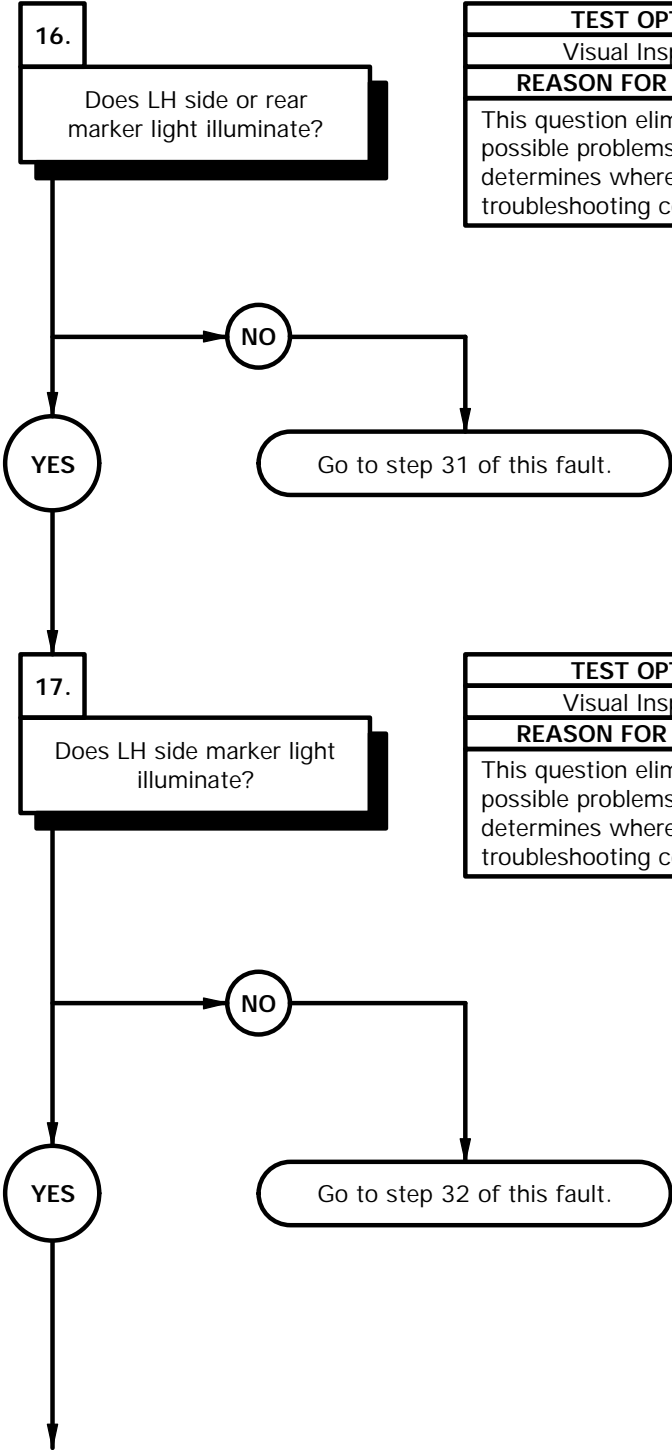 16.
Does LH side or rear
marker light illuminate?
TEST OPT
Visual Insp
REASON FOR
This question elim
possible problems
determines where
troubleshooting c
NO
YES
Go to step 31 of this fault.
17.
Does LH side marker light
illuminate?
TEST OPT
Visual Insp
REASON FOR
This question elim
possible problems
determines where
troubleshooting c
NO
YES
Go to step 32 of this fault.